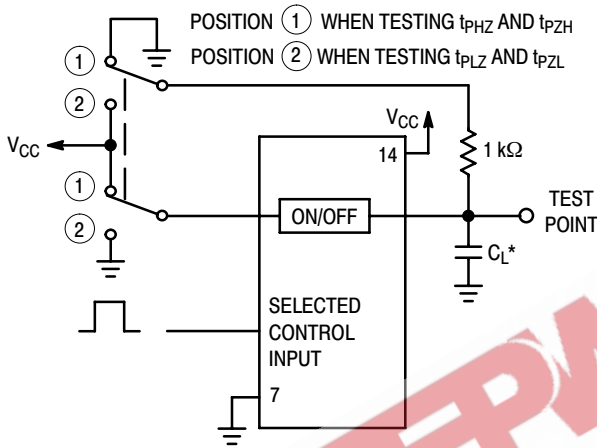 POSITION 1 WHEN TESTING tPHZ AND tPZH
POSITION 2 WHEN TESTING tPLZ AND tPZL
1
2
VCC
1
2
VCC
14
1 kΩ
ON/OFF
TEST
POINT
CL*
SELECTED
CONTROL
INPUT
7